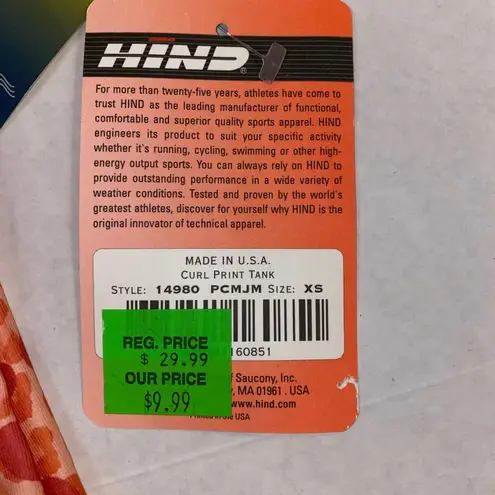 HIND®
For more than twenty-five years, athletes have come to
trust HIND as the leading manufacturer of functional,
comfortable and superior quality sports apparel. HIND
engineers its product to suit your specific activity
whether it's running, cycling, swimming or other high-
energy output sports. You can always rely on HIND to
provide outstanding performance in a wide variety of
weather conditions. Tested and proven by the world's
greatest athletes, discover for yourself why HIND is the
original innovator of technical apparel.
MADE IN U.S.A.
CURL PRINT TANK
STYLE: 14980 PCMJM SIZE: XS
160851
REG. PRICE
$ 29.99
OUR PRICE
$9.99
of Saucony, Inc.
MA 01961 . USA
www.hind.com
Printed in the USA